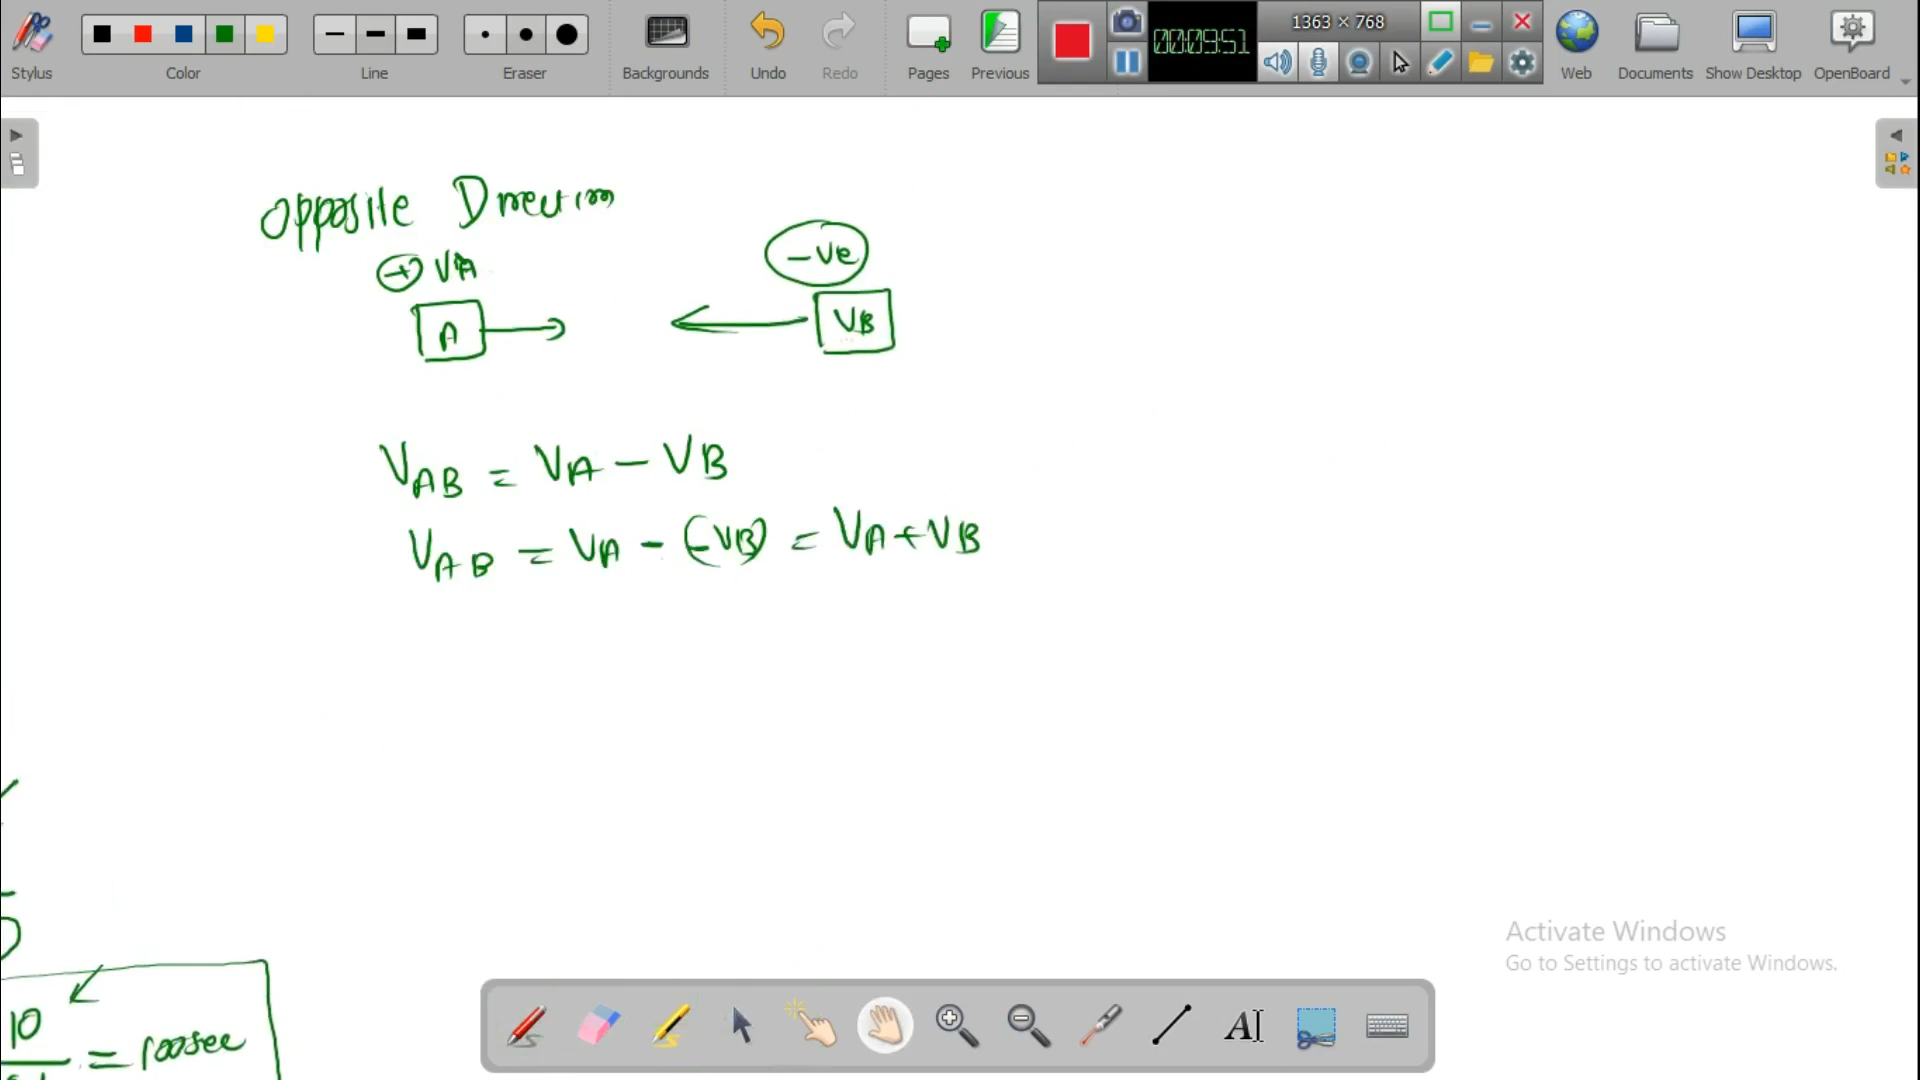 1363 × 768
00:09:51
Stylus
Color
Line
Eraser
Backgrounds
Undo
Redo
Pages
Previous
Web
Documents
Show Desktop
OpenBoard
Opposite Direction
+ VA
-ve
A
VB
VAB = VA - VB
VAB = VA - (-VB) = VA + VB
Activate Windows
Go to Settings to activate Windows.
10
= 100sec